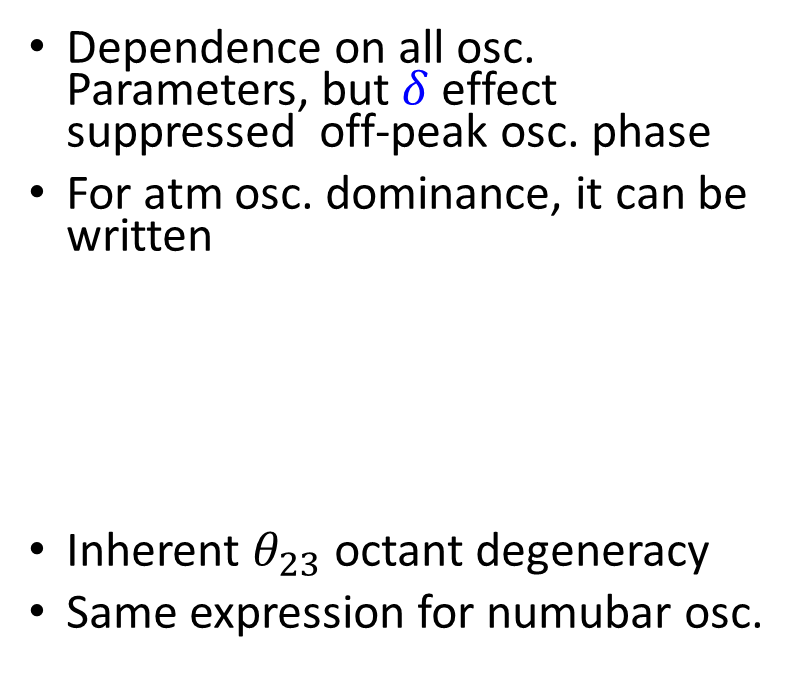 • Dependence on all osc.
Parameters, but δ effect
suppressed  off-peak osc. phase
• For atm osc. dominance, it can be
written
• Inherent θ₂₃ octant degeneracy
• Same expression for numubar osc.